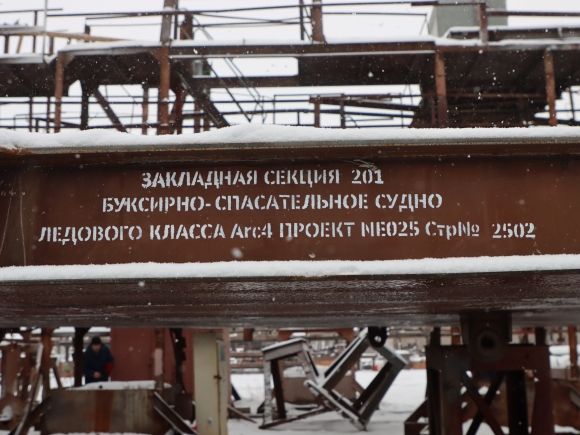 ЗАКЛАДНАЯ СЕКЦИЯ 201
БУКСИРНО-СПАСАТЕЛЬНОЕ СУДНО
ЛЕДОВОГО КЛАССА Arc4 ПРОЕКТ NE025 Стр№ 2502